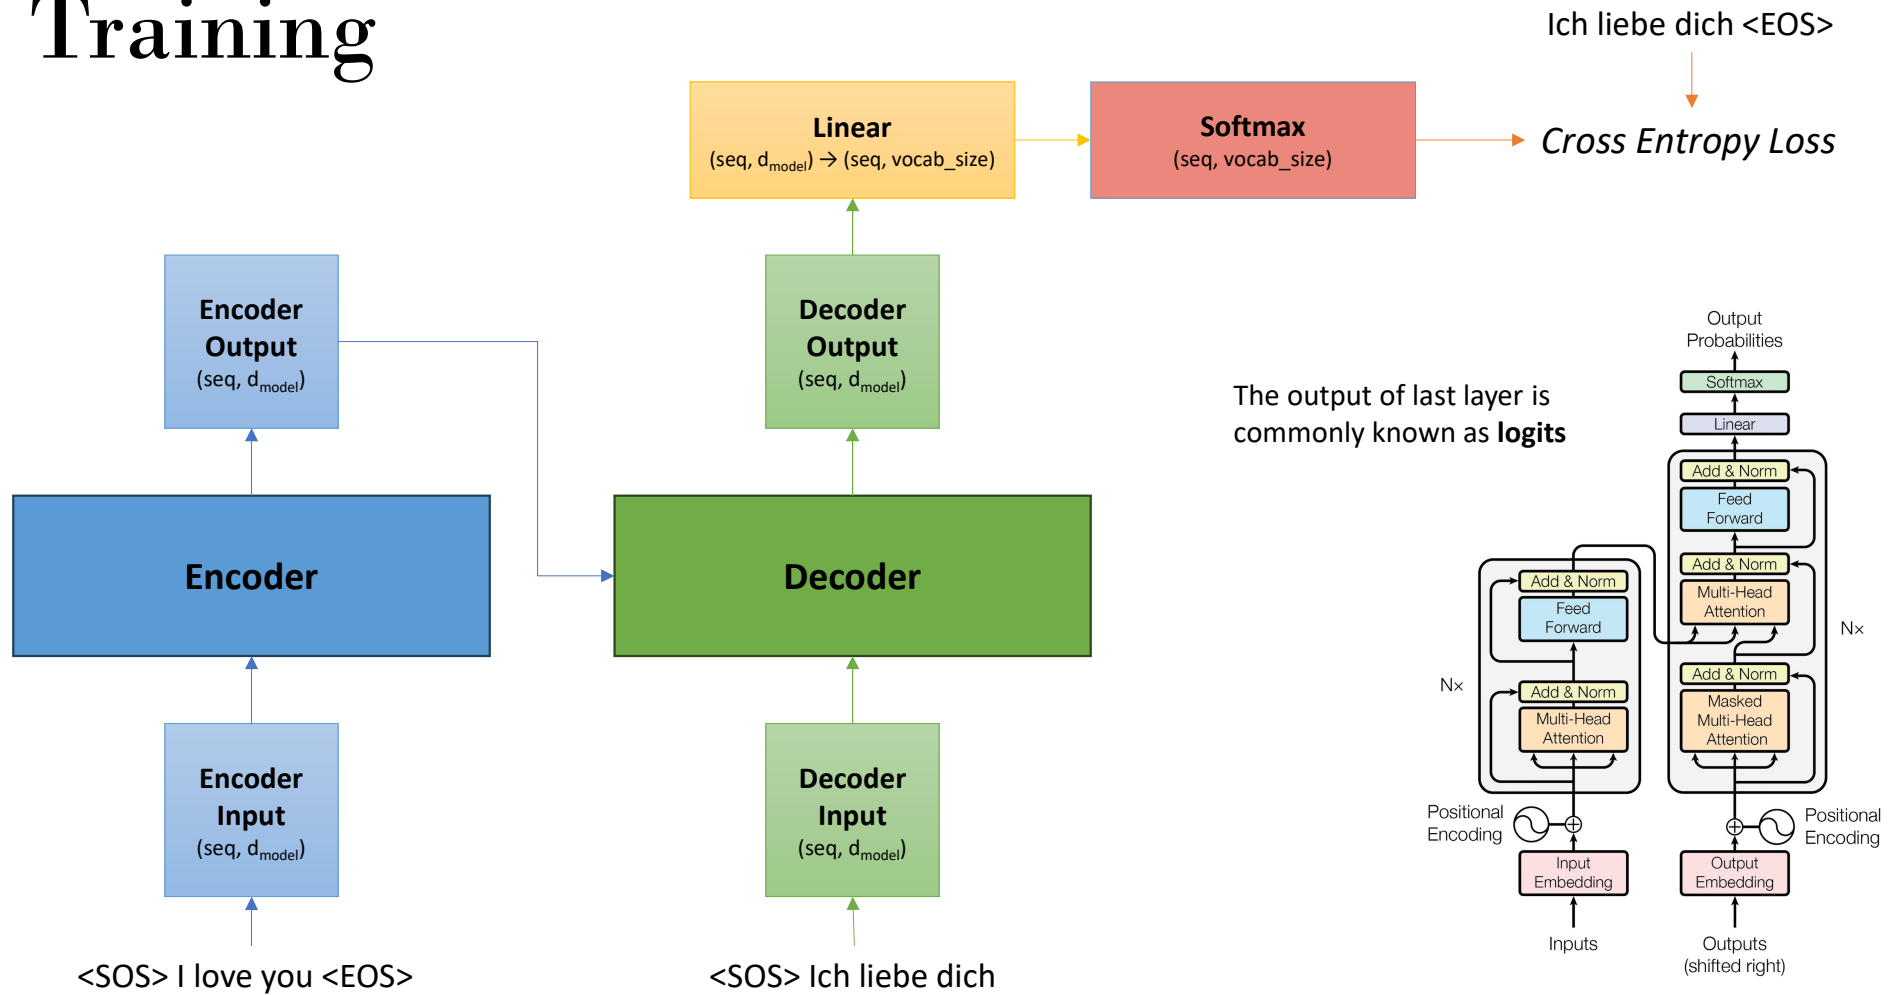 Training
Ich liebe dich <EOS>
Linear
(seq, dmodel) → (seq, vocab_size)
Softmax
(seq, vocab_size)
Cross Entropy Loss
Encoder
Output
(seq, dmodel)
Decoder
Output
(seq, dmodel)
The output of last layer is
commonly known as logits
Encoder
Decoder
Encoder
Input
(seq, dmodel)
Decoder
Input
(seq, dmodel)
<SOS> I love you <EOS>
<SOS> Ich liebe dich
Output
Probabilities
Softmax
Linear
Add & Norm
Feed
Forward
Add & Norm
Multi-Head
Attention
Nx
Add & Norm
Masked
Multi-Head
Attention
Add & Norm
Feed
Forward
Nx
Add & Norm
Multi-Head
Attention
Positional
Encoding
Positional
Encoding
Input
Embedding
Output
Embedding
Inputs
Outputs
(shifted right)